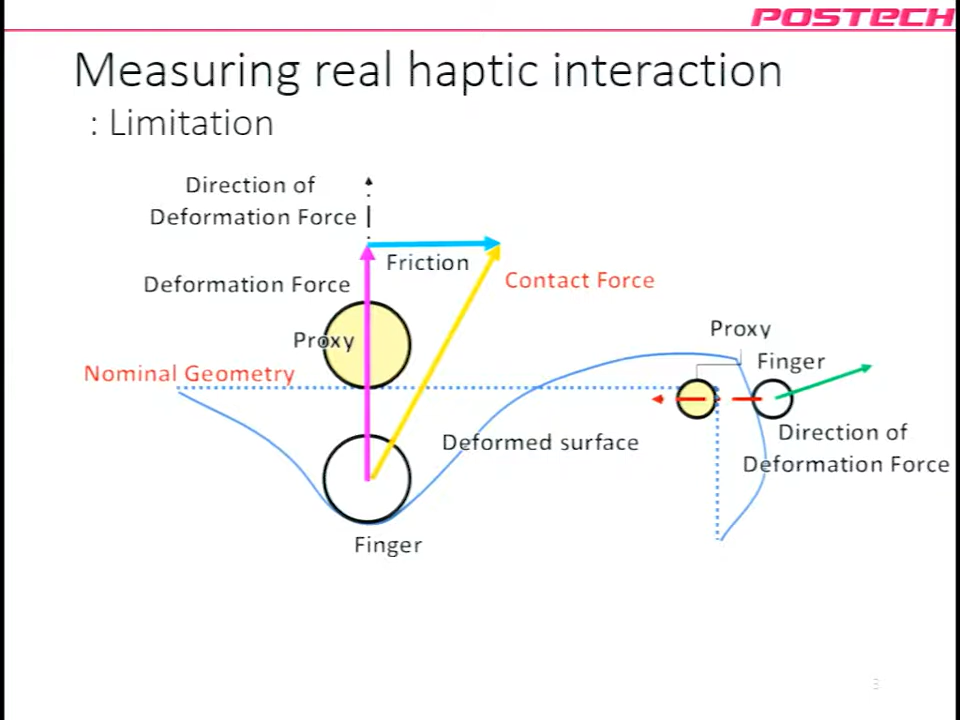 POSTECH
Measuring real haptic interaction
: Limitation
Direction of
Deformation Force
Friction
Deformation Force
Contact Force
Proxy
Nominal Geometry
Proxy
Finger
Deformed surface
Direction of
Deformation Force
Finger
3